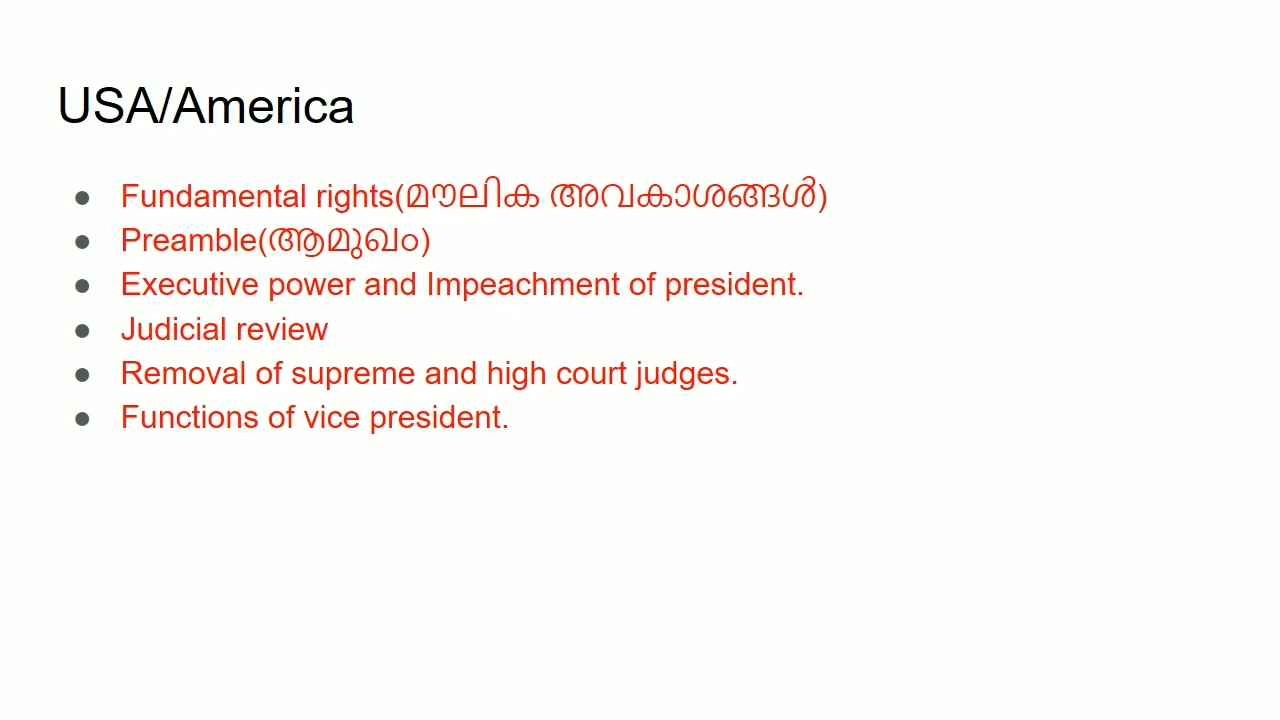 USA/America
● Fundamental rights(മൗലിക അവകാശങ്ങൾ)
● Preamble(ആമുഖം)
● Executive power and Impeachment of president.
● Judicial review
● Removal of supreme and high court judges.
● Functions of vice president.